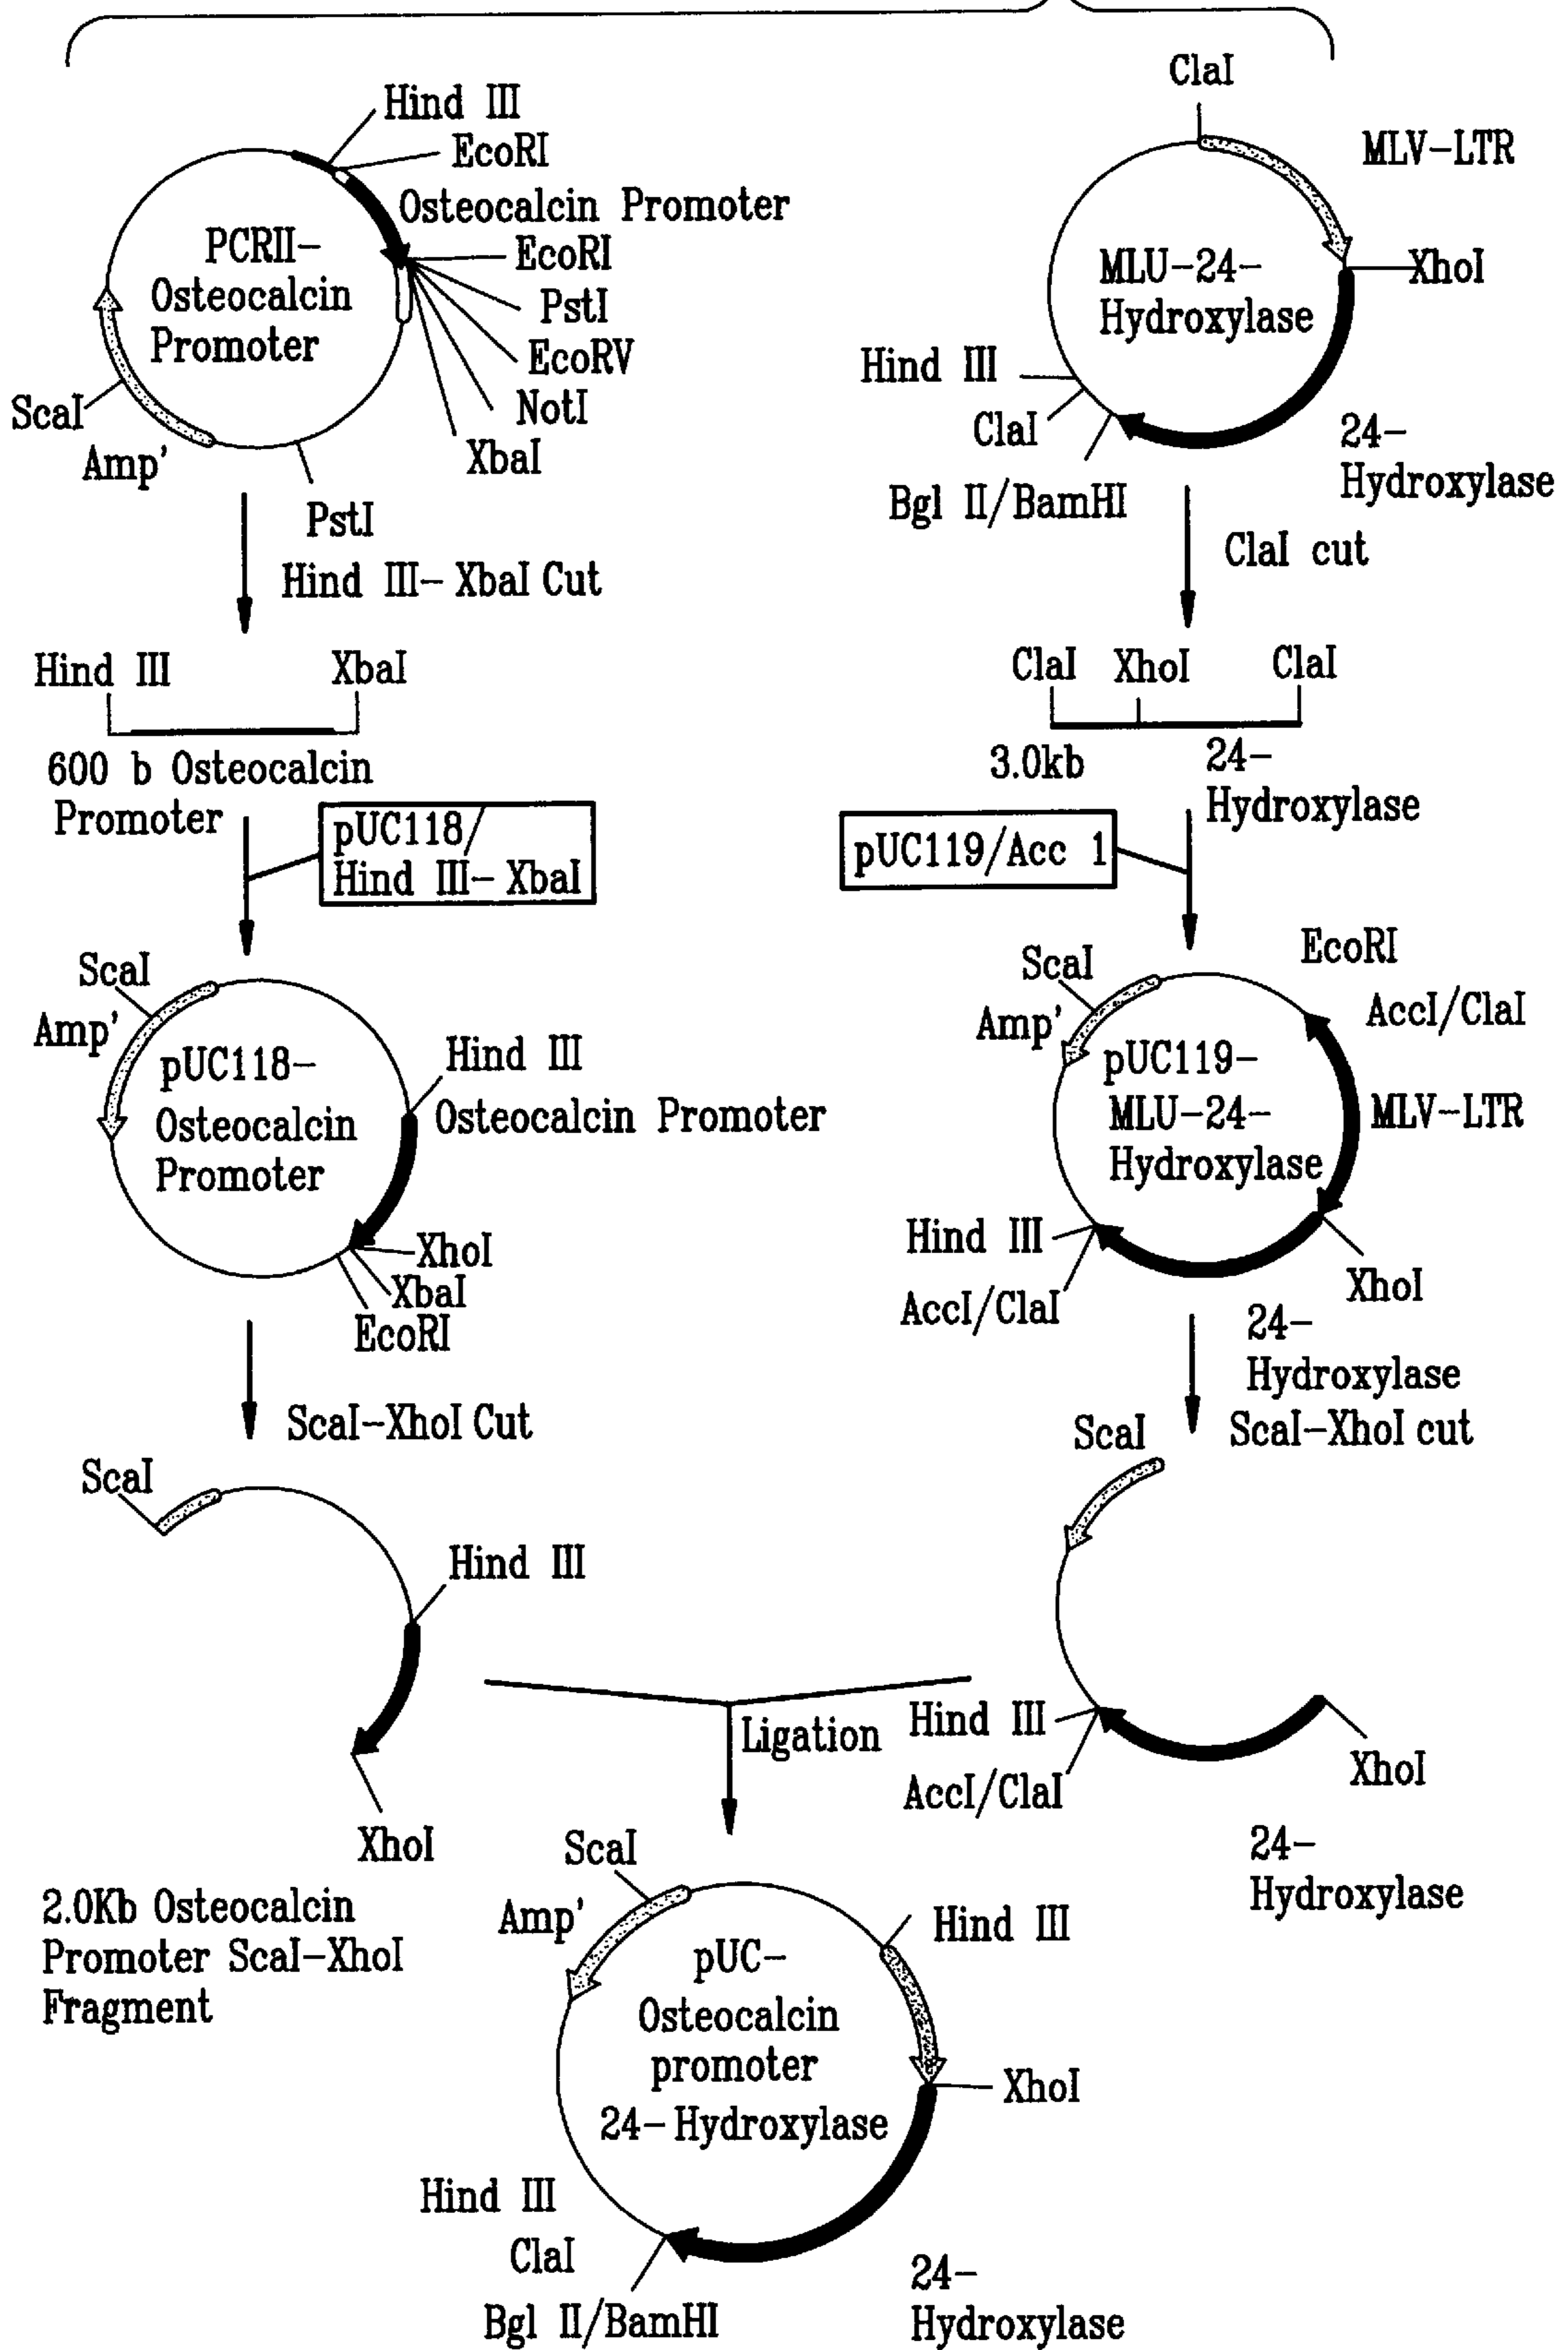 Hind III
EcoRI
Osteocalcin Promoter
PCRII-
Osteocalcin
Promoter
EcoRI
PstI
EcoRV
NotI
XbaI
ScaI
Amp'
PstI
Hind III- XbaI Cut
Hind III
XbaI
600 b Osteocalcin
Promoter
pUC118/
Hind III- XbaI
ScaI
Amp'
pUC118-
Osteocalcin
Promoter
Hind III
Osteocalcin Promoter
XhoI
XbaI
EcoRI
ScaI-XhoI Cut
ScaI
Hind III
XhoI
2.0Kb Osteocalcin
Promoter ScaI-XhoI
Fragment
ClaI
MLV-LTR
MLU-24-
Hydroxylase
XhoI
Hind III
ClaI
Bgl II/BamHI
24-
Hydroxylase
ClaI cut
ClaI XhoI ClaI
3.0kb
24-
Hydroxylase
pUC119/Acc 1
ScaI
Amp'
EcoRI
AccI/ClaI
pUC119-
MLU-24-
Hydroxylase
MLV-LTR
Hind III
AccI/ClaI
XhoI
24-
Hydroxylase
ScaI-XhoI cut
ScaI
Hind III
AccI/ClaI
XhoI
24-
Hydroxylase
Ligation
ScaI
Amp'
Hind III
pUC-
Osteocalcin
promoter
24-Hydroxylase
XhoI
Hind III
ClaI
Bgl II/BamHI
24-
Hydroxylase